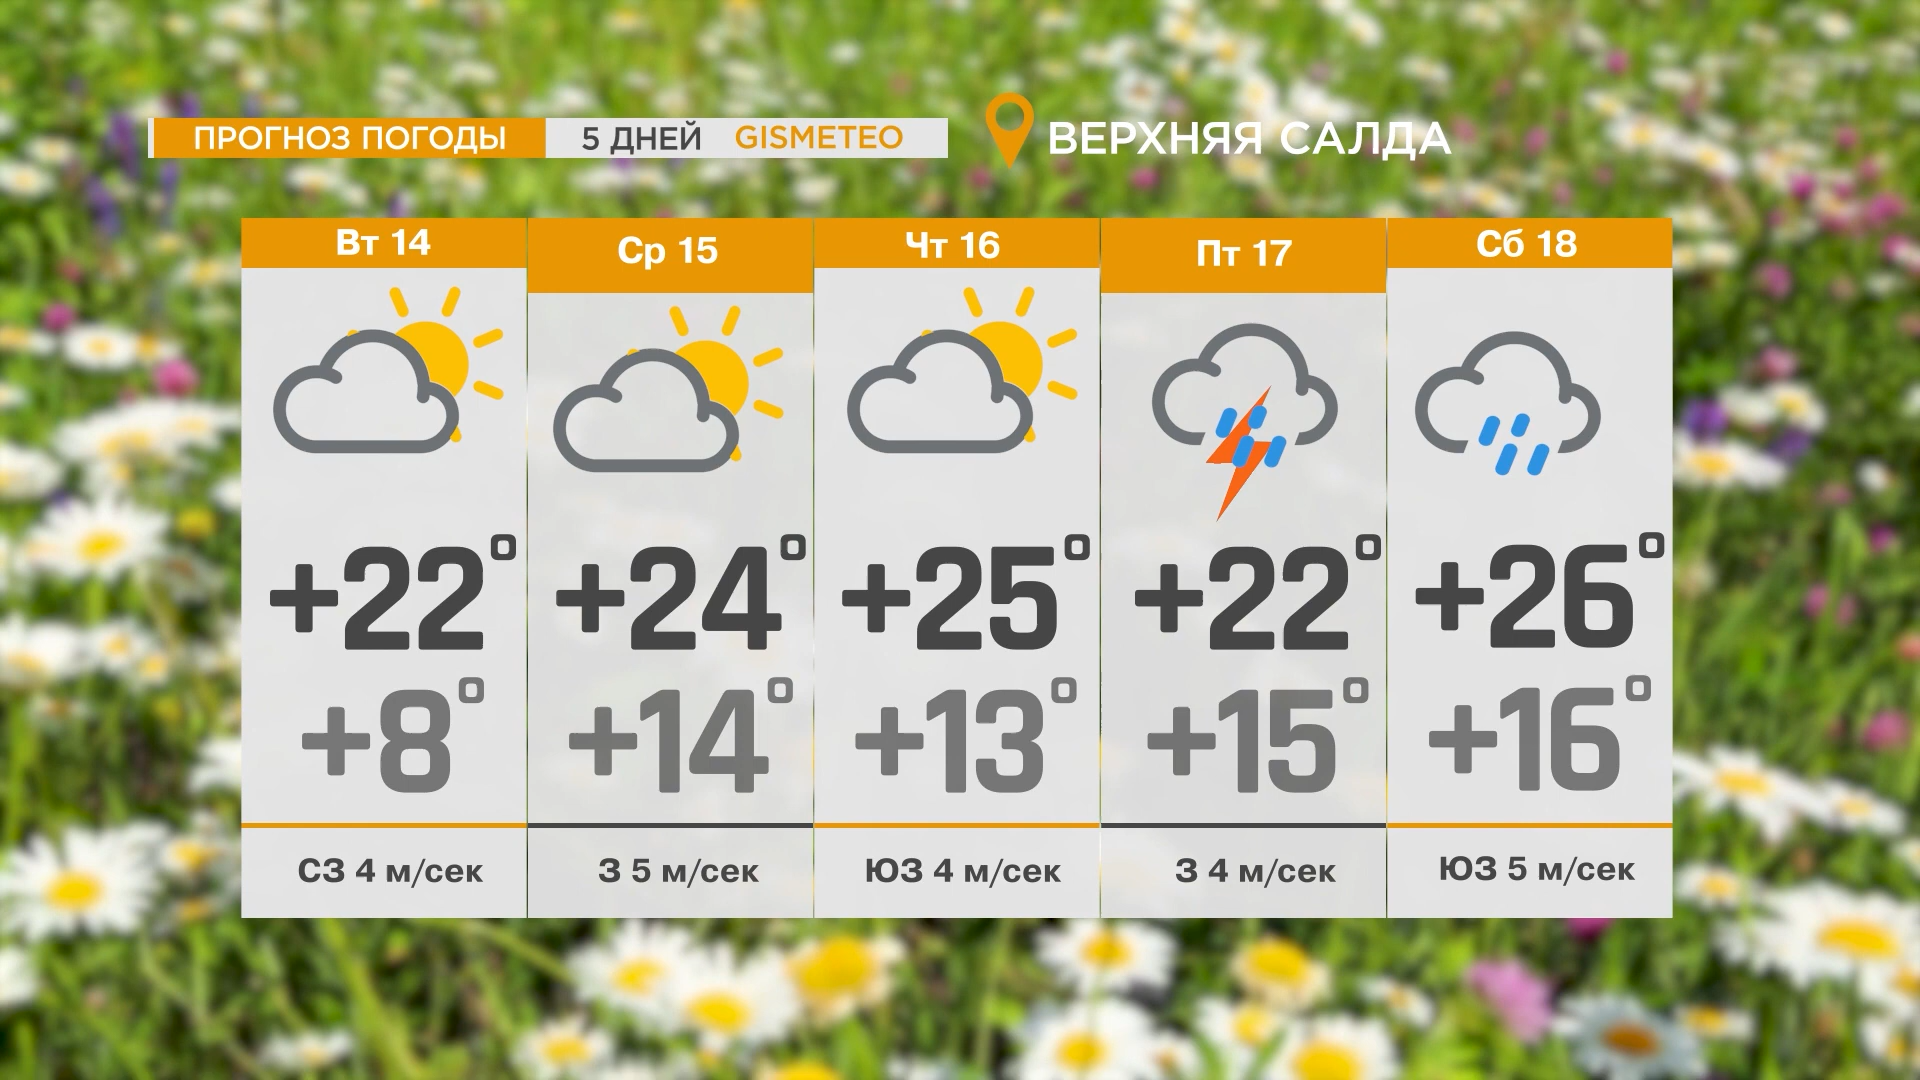 ПРОГНОЗ ПОГОДЫ 5 ДНЕЙ GISMETEO ВЕРХНЯЯ САЛДА
Вт 14 Ср 15 Чт 16 Пт 17 Сб 18
+22° +24° +25° +22° +26°
+8° +14° +13° +15° +16°
СЗ 4 м/сек З 5 м/сек ЮЗ 4 м/сек З 4 м/сек ЮЗ 5 м/сек